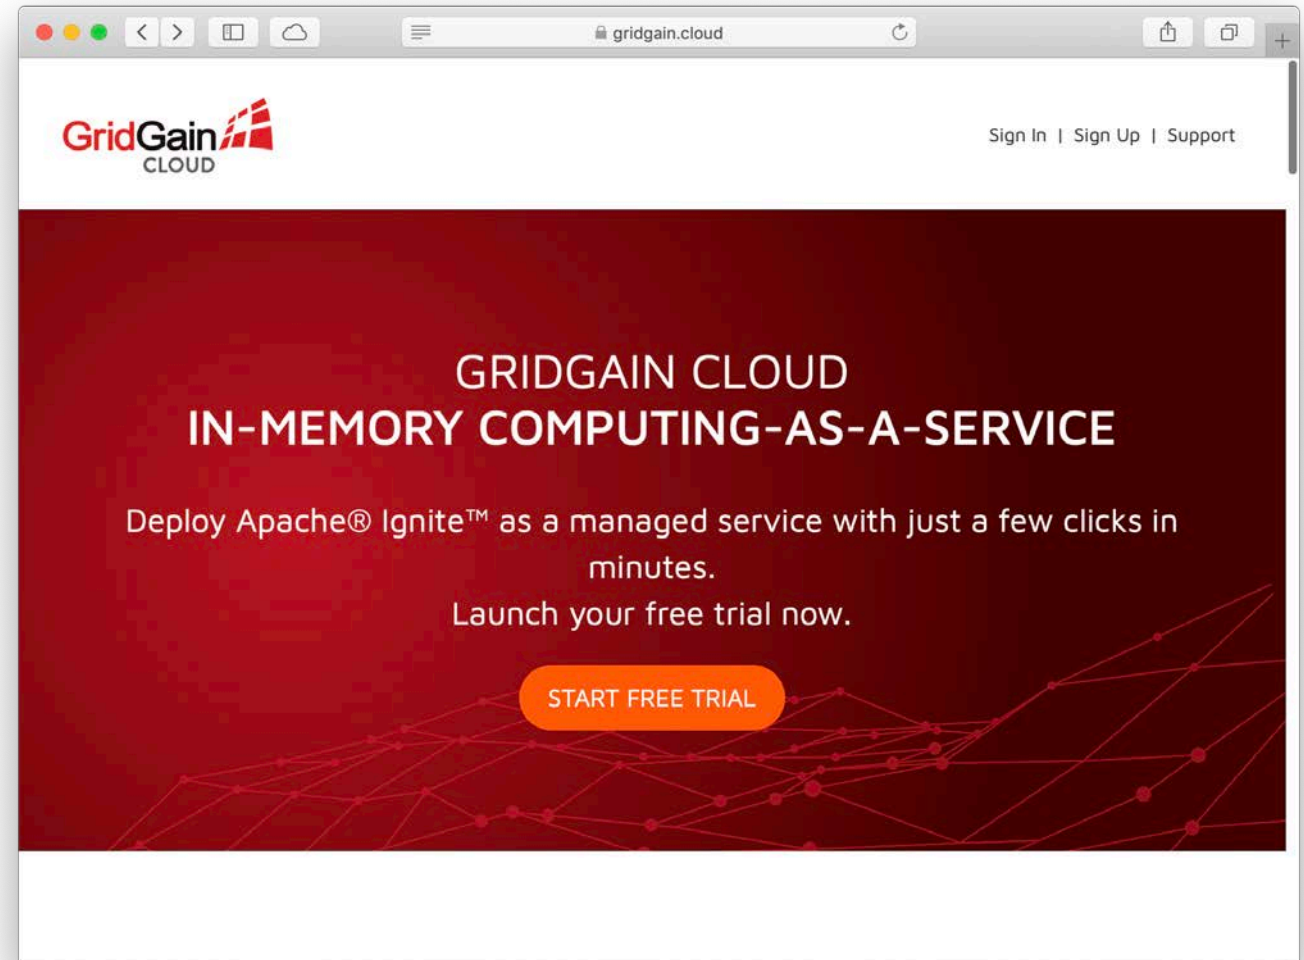 gridgain.cloud
GridGain
CLOUD
Sign In | Sign Up | Support
GRIDGAIN CLOUD
IN-MEMORY COMPUTING-AS-A-SERVICE
Deploy Apache® Ignite™ as a managed service with just a few clicks in
minutes.
Launch your free trial now.
START FREE TRIAL